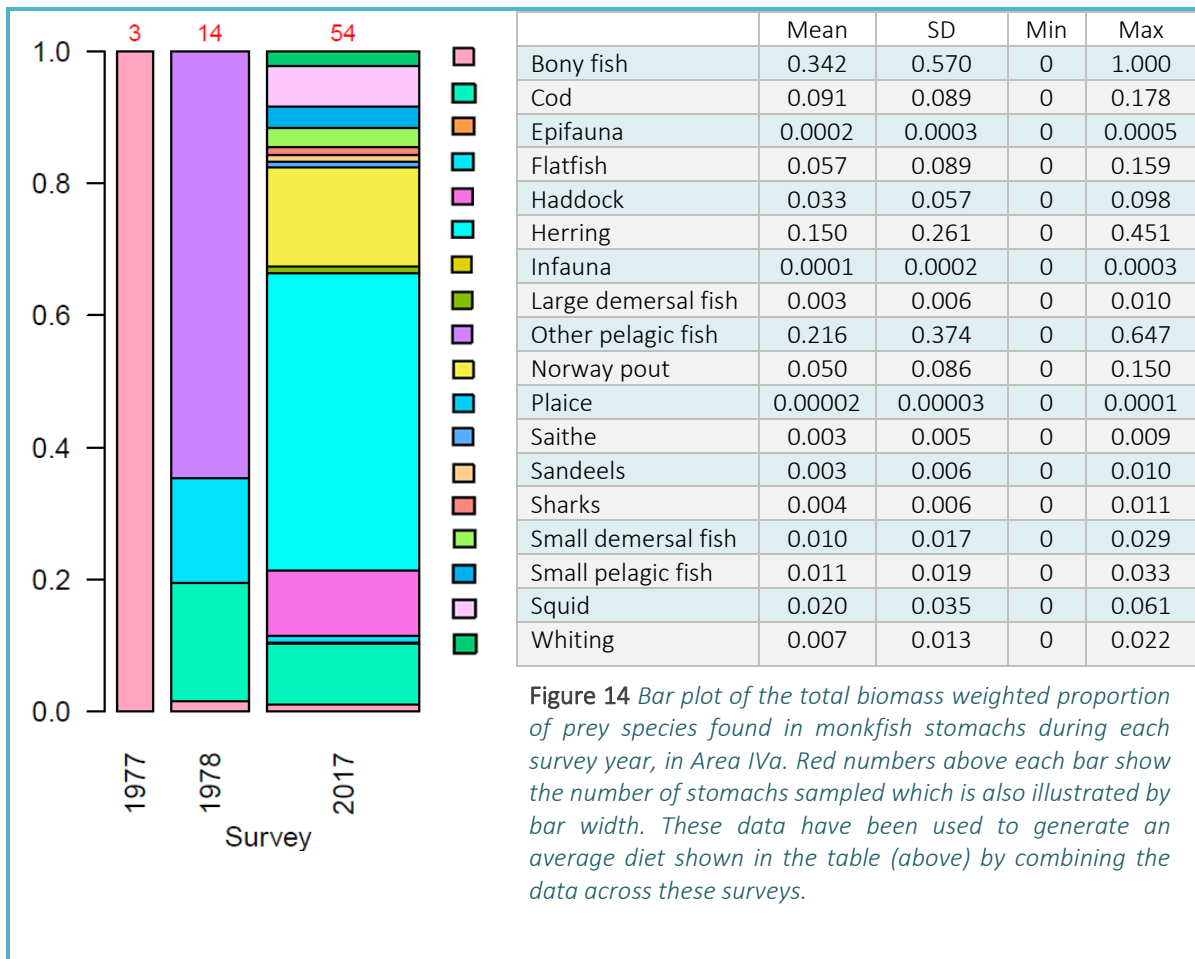 3 14 54
1.0
0.8
0.6
0.4
0.2
0.0
1977 1978 2017
Survey
Mean SD Min Max
Bony fish 0.342 0.570 0 1.000
Cod 0.091 0.089 0 0.178
Epifauna 0.0002 0.0003 0 0.0005
Flatfish 0.057 0.089 0 0.159
Haddock 0.033 0.057 0 0.098
Herring 0.150 0.261 0 0.451
Infauna 0.0001 0.0002 0 0.0003
Large demersal fish 0.003 0.006 0 0.010
Other pelagic fish 0.216 0.374 0 0.647
Norway pout 0.050 0.086 0 0.150
Plaice 0.00002 0.00003 0 0.0001
Saithe 0.003 0.005 0 0.009
Sandeels 0.003 0.006 0 0.010
Sharks 0.004 0.006 0 0.011
Small demersal fish 0.010 0.017 0 0.029
Small pelagic fish 0.011 0.019 0 0.033
Squid 0.020 0.035 0 0.061
Whiting 0.007 0.013 0 0.022
Figure 14 Bar plot of the total biomass weighted proportion
of prey species found in monkfish stomachs during each
survey year, in Area IVa. Red numbers above each bar show
the number of stomachs sampled which is also illustrated by
bar width. These data have been used to generate an
average diet shown in the table (above) by combining the
data across these surveys.